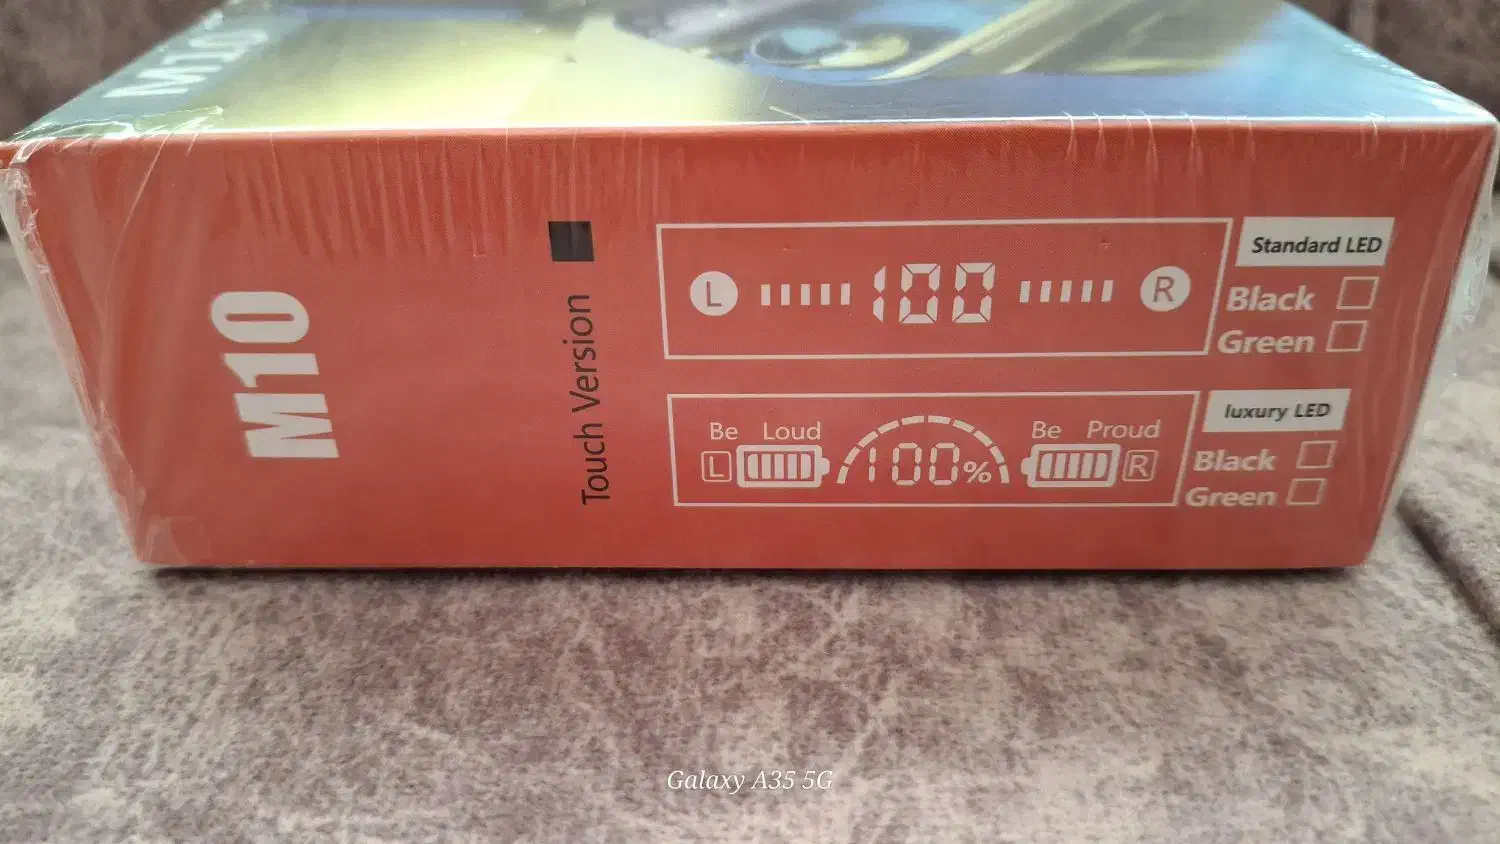 M10
M10
Touch Version
L 100 R
Standard LED
Black
Green
Be Loud Be Proud
L 100% R
luxury LED
Black
Green
Galaxy A35 5G